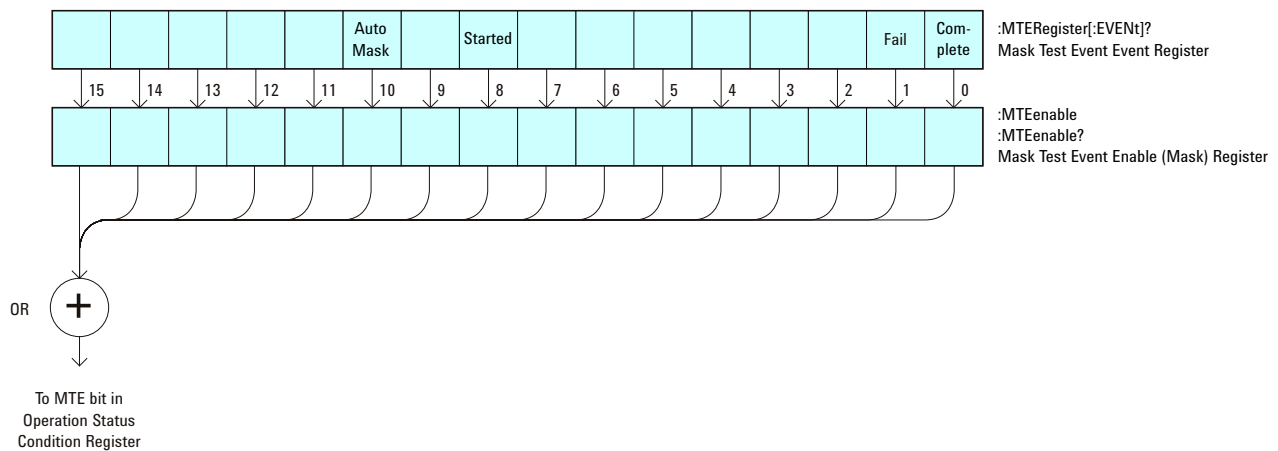 Auto
Mask
Started
Fail
Com-
plete
:MTERegister[:EVENt]?
Mask Test Event Event Register
15 14 13 12 11 10 9 8 7 6 5 4 3 2 1 0
:MTEenable
:MTEenable?
Mask Test Event Enable (Mask) Register
OR +
To MTE bit in
Operation Status
Condition Register